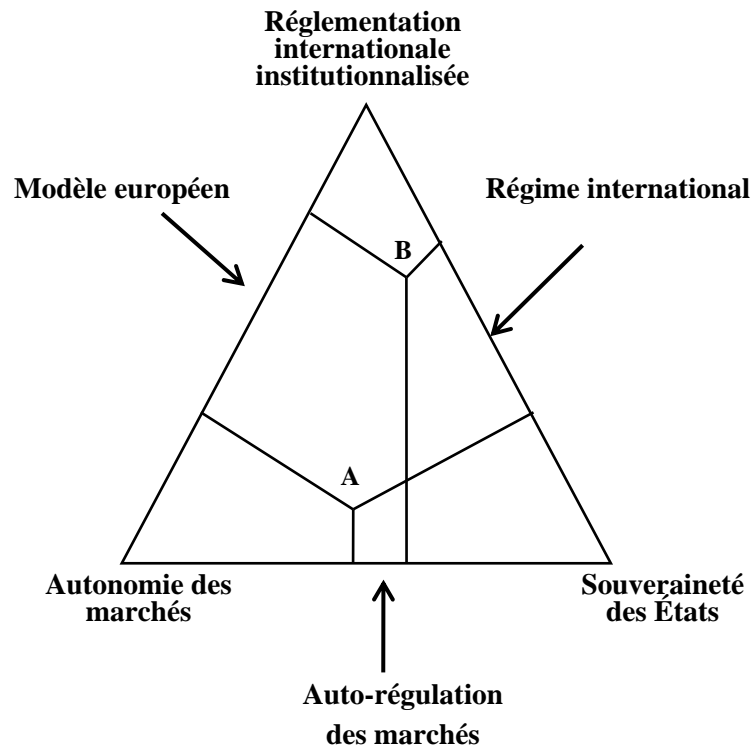 Réglementation
internationale
institutionnalisée
Modèle européen
Régime international
B
A
Autonomie des
marchés
Souveraineté
des États
Auto-régulation
des marchés